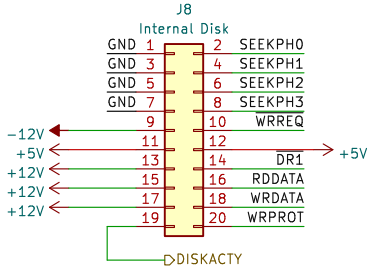 J8
Internal Disk
GND 1 2 SEEKPH0
GND 3 4 SEEKPH1
GND 5 6 SEEKPH2
GND 7 8 SEEKPH3
-12V 9 10 WRREQ
+5V 11 12 +5V
+12V 13 14 DR1
+12V 15 16 RDDATA
+12V 17 18 WRDATA
19 20 WRPROT
DISKACTY